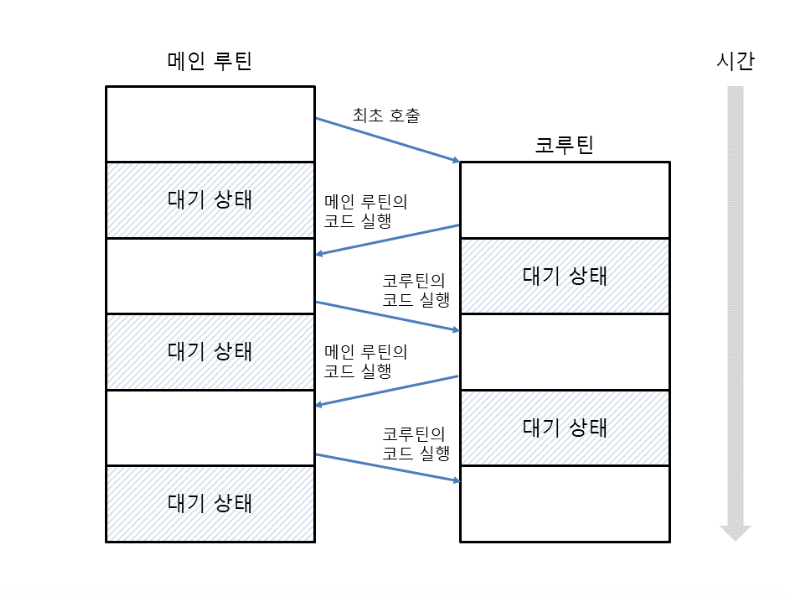 메인 루틴
시간
최초 호출
코루틴
대기 상태
메인 루틴의
코드 실행
코루틴의
코드 실행
대기 상태
대기 상태
메인 루틴의
코드 실행
코루틴의
코드 실행
대기 상태
대기 상태